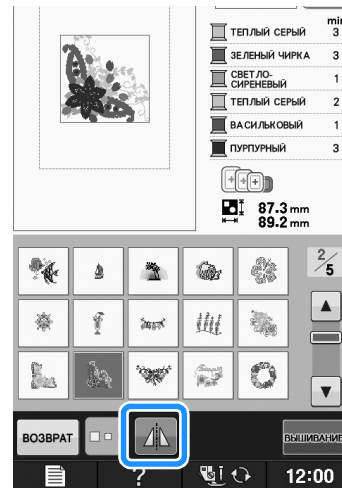 min
ТЕПЛЫЙ СЕРЫЙ 3
ЗЕЛЕНЫЙ ЧИРКА 3
СВЕТЛО-
СИРЕНЕВЫЙ 1
ТЕПЛЫЙ СЕРЫЙ 2
ВАСИЛЬКОВЫЙ 1
ПУРПУРНЫЙ 3
87.3 mm
89.2 mm
2/5
ВОЗВРАТ
ВЫШИВАНИЕ
?
12:00